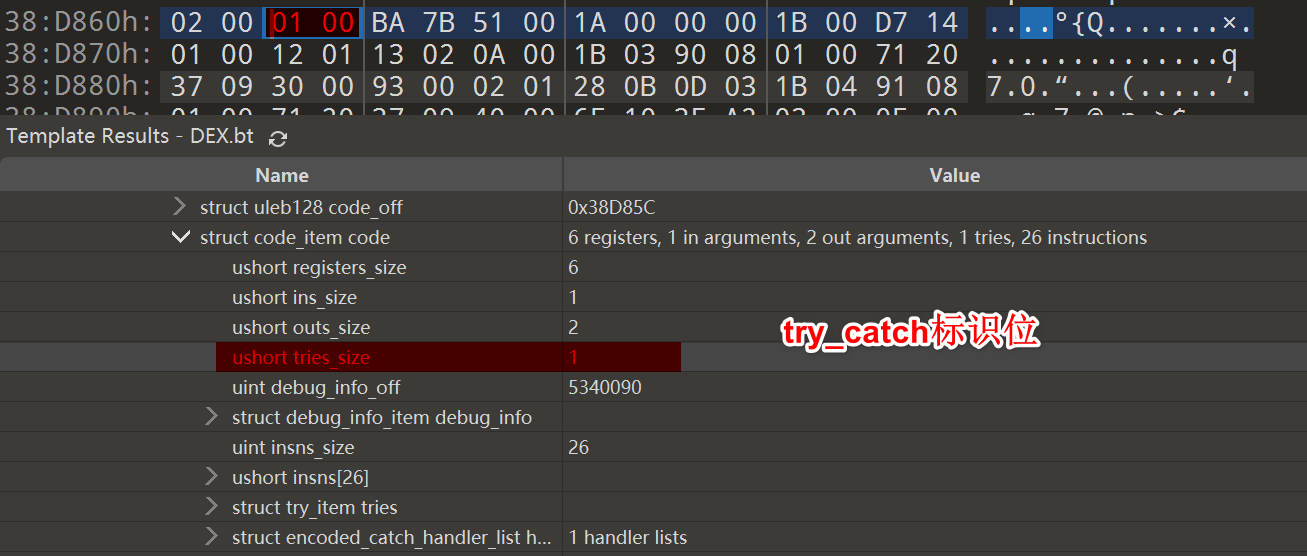 38:D860h: 02 00 01 00 BA 7B 51 00 1A 00 00 00 1B 00 D7 14 ....º{Q.......×.
38:D870h: 01 00 12 01 13 02 0A 00 1B 03 90 08 01 00 71 20 .............q
38:D880h: 37 09 30 00 93 00 02 01 28 0B 0D 03 1B 04 91 08 7.0.“...(.....‘.
Template Results - DEX.bt
Name Value
struct uleb128 code_off 0x38D85C
struct code_item code 6 registers, 1 in arguments, 2 out arguments, 1 tries, 26 instructions
ushort registers_size 6
ushort ins_size 1
ushort outs_size 2
try_catch标识位
ushort tries_size 1
uint debug_info_off 5340090
struct debug_info_item debug_info
uint insns_size 26
ushort insns[26]
struct try_item tries
struct encoded_catch_handler_list h... 1 handler lists